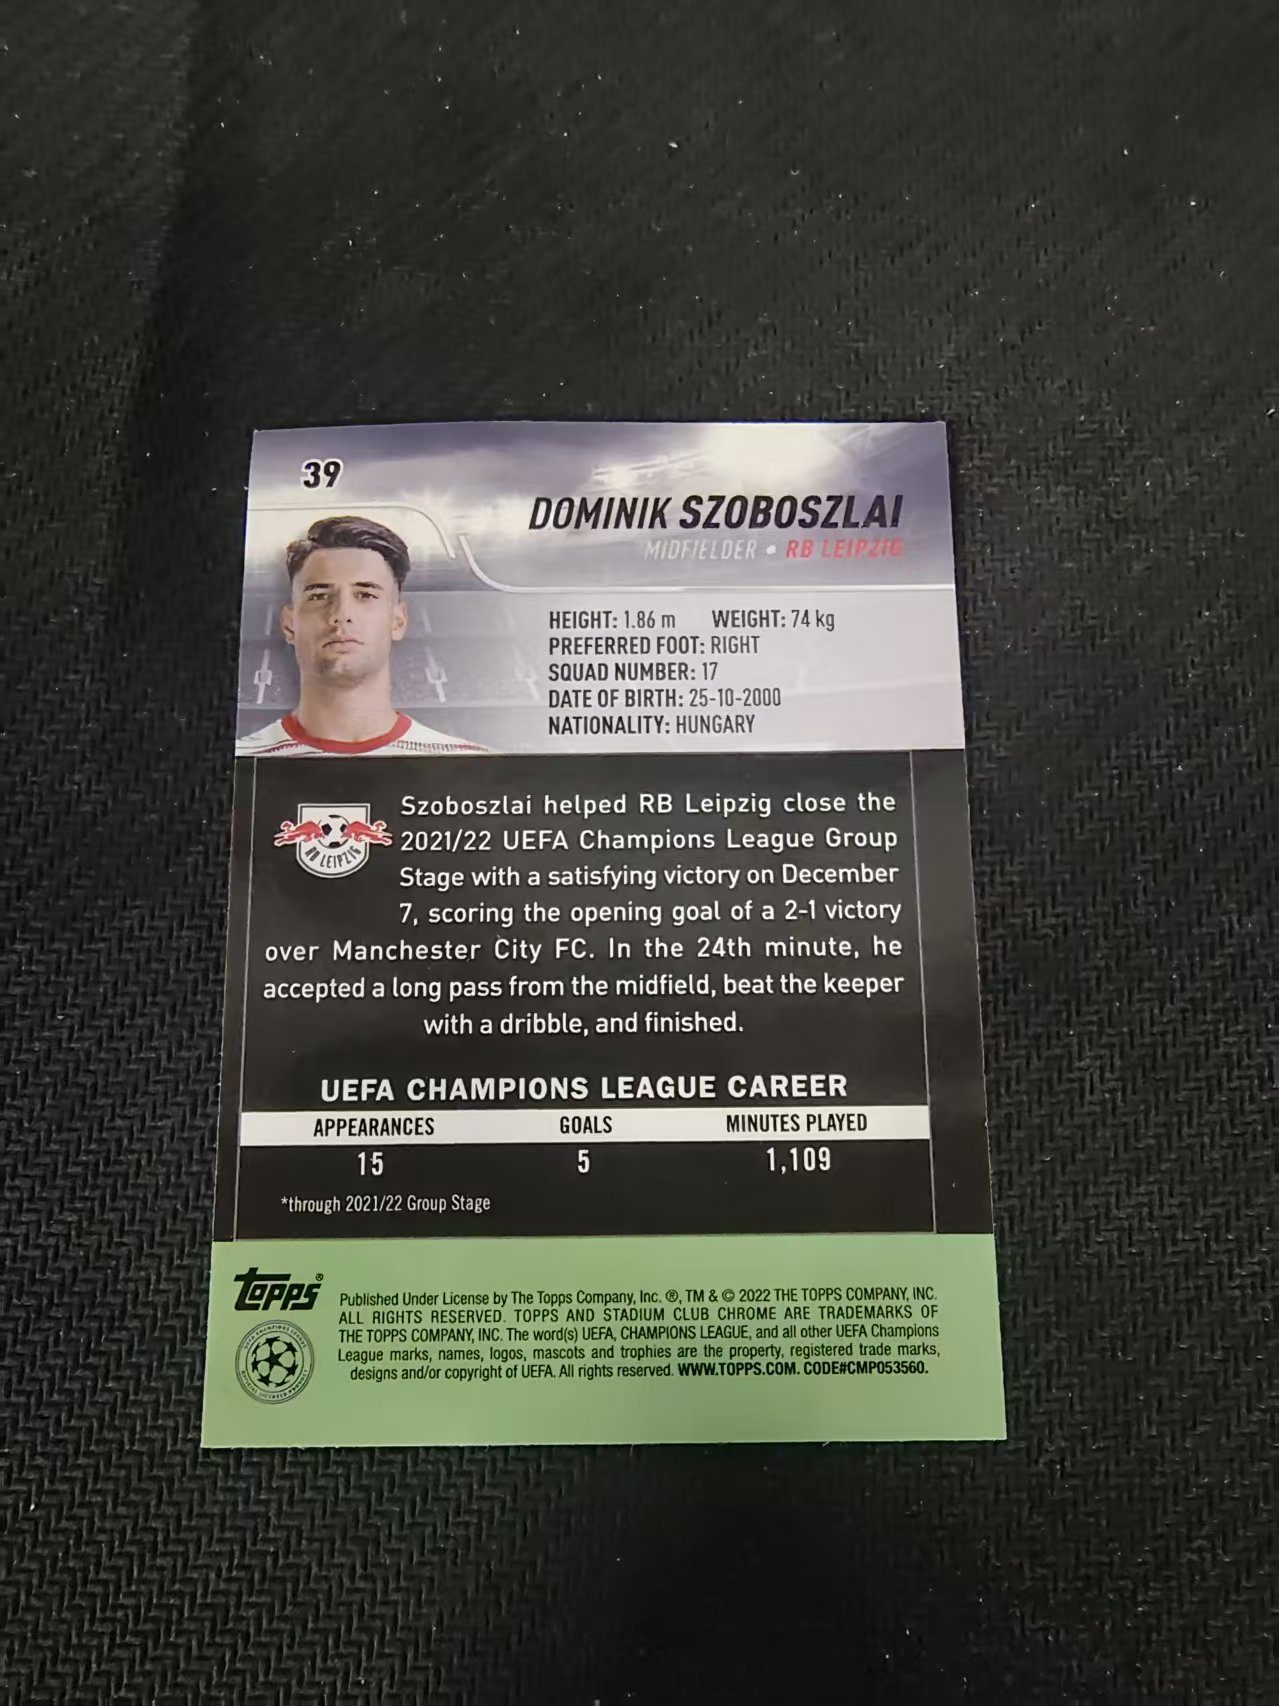 39
DOMINIK SZOBOSZLAI
MIDFIELDER • RB LEIPZIG
HEIGHT: 1.86 m WEIGHT: 74 kg
PREFERRED FOOT: RIGHT
SQUAD NUMBER: 17
DATE OF BIRTH: 25-10-2000
NATIONALITY: HUNGARY
RB LEIPZIG
Szoboszlai helped RB Leipzig close the
2021/22 UEFA Champions League Group
Stage with a satisfying victory on December
7, scoring the opening goal of a 2-1 victory
over Manchester City FC. In the 24th minute, he
accepted a long pass from the midfield, beat the keeper
with a dribble, and finished.
UEFA CHAMPIONS LEAGUE CAREER
APPEARANCES GOALS MINUTES PLAYED
15 5 1,109
*through 2021/22 Group Stage
Topps®
Published Under License by The Topps Company, Inc. ®, TM & © 2022 THE TOPPS COMPANY, INC.
ALL RIGHTS RESERVED. TOPPS AND STADIUM CLUB CHROME ARE TRADEMARKS OF
THE TOPPS COMPANY, INC. The word(s) UEFA, CHAMPIONS LEAGUE, and all other UEFA Champions
League marks, names, logos, mascots and trophies are the property, registered trade marks,
designs and/or copyright of UEFA. All rights reserved. WWW.TOPPS.COM. CODE#CMP053560.